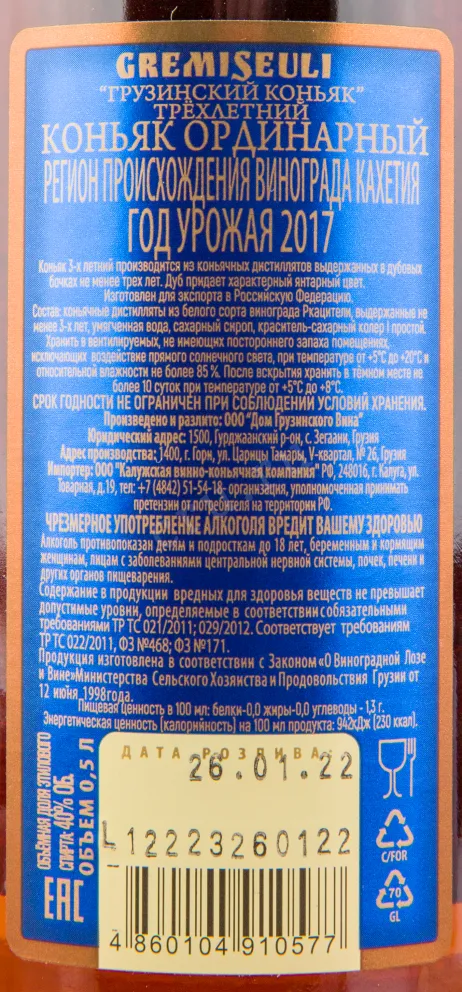 GREMISEULI
"ГРУЗИНСКИЙ КОНЬЯК"
ТРЁХЛЕТНИЙ
КОНЬЯК ОРДИНАРНЫЙ
РЕГИОН ПРОИСХОЖДЕНИЯ ВИНОГРАДА КАХЕТИЯ
ГОД УРОЖАЯ 2017
Коньяк 3-х летний производится из коньячных дистиллятов выдержанных в дубовых
бочках не менее трех лет. Дуб придает характерный янтарный цвет.
Изготовлен для экспорта в Российскую Федерацию.
Состав: коньячные дистилляты из белого сорта винограда Ркацители, выдержанные не
менее 3-х лет, умягченная вода, сахарный сироп, краситель-сахарный колер I простой.
Хранить в вентилируемых, не имеющих постороннего запаха помещениях,
исключающих воздействие прямого солнечного света, при температуре от +5°С до +20°С и
относительной влажности не более 85 %. После вскрытия хранить в тёмном месте не
более 10 суток при температуре от +5°С до +8°С.
СРОК ГОДНОСТИ НЕ ОГРАНИЧЕН ПРИ СОБЛЮДЕНИИ УСЛОВИЙ ХРАНЕНИЯ.
Произведено и разлито: ООО "Дом Грузинского Вина"
Юридический адрес: 1500, Гурджаанский р-он, с. Зегаани, Грузия
Адрес производства: 1400, г. Гори, ул. Царицы Тамары, V-квартал, № 26, Грузия
Импортер: ООО "Калужская винно-коньячная компания" РФ, 248016, г. Калуга, ул.
Товарная, д.19, тел: +7 (4842) 51-54-18- организация, уполномоченная принимать
претензии от потребителя на территории РФ.
ЧРЕЗМЕРНОЕ УПОТРЕБЛЕНИЕ АЛКОГОЛЯ ВРЕДИТ ВАШЕМУ ЗДОРОВЬЮ
Алкоголь противопоказан детям и подросткам до 18 лет, беременным и кормящим
женщинам, лицам с заболеваниями центральной нервной системы, почек, печени и
других органов пищеварения.
Содержание в продукции вредных для здоровья веществ не превышает
допустимые уровни, определяемые в соответствии с обязательными
требованиями ТР ТС 021/2011; 029/2012. Соответствует требованиям
ТР ТС 022/2011, ФЗ №468; ФЗ №171.
Продукция изготовлена в соответствии с Законом «О Виноградной Лозе
и Вине» Министерства Сельского Хозяиства и Продовольствия Грузии от
12 июня 1998года.
Пищевая ценность в 100 мл: белки-0,0 жиры-0,0 углеводы - 1,3 г.
Энергетическая ценность (калорийность) на 100 мл продукта: 942кДж (230 ккал).
ОБЪЁМНАЯ ДОЛЯ ЭТИЛОВОГО
СПИРТА: 40% ОБ.
ОБЪЕМ 0,5 Л
EAC
ДАТА РОЗЛИВА:
26.01.22
L12223260122
4 860104 910577
C/FOR
70
GL